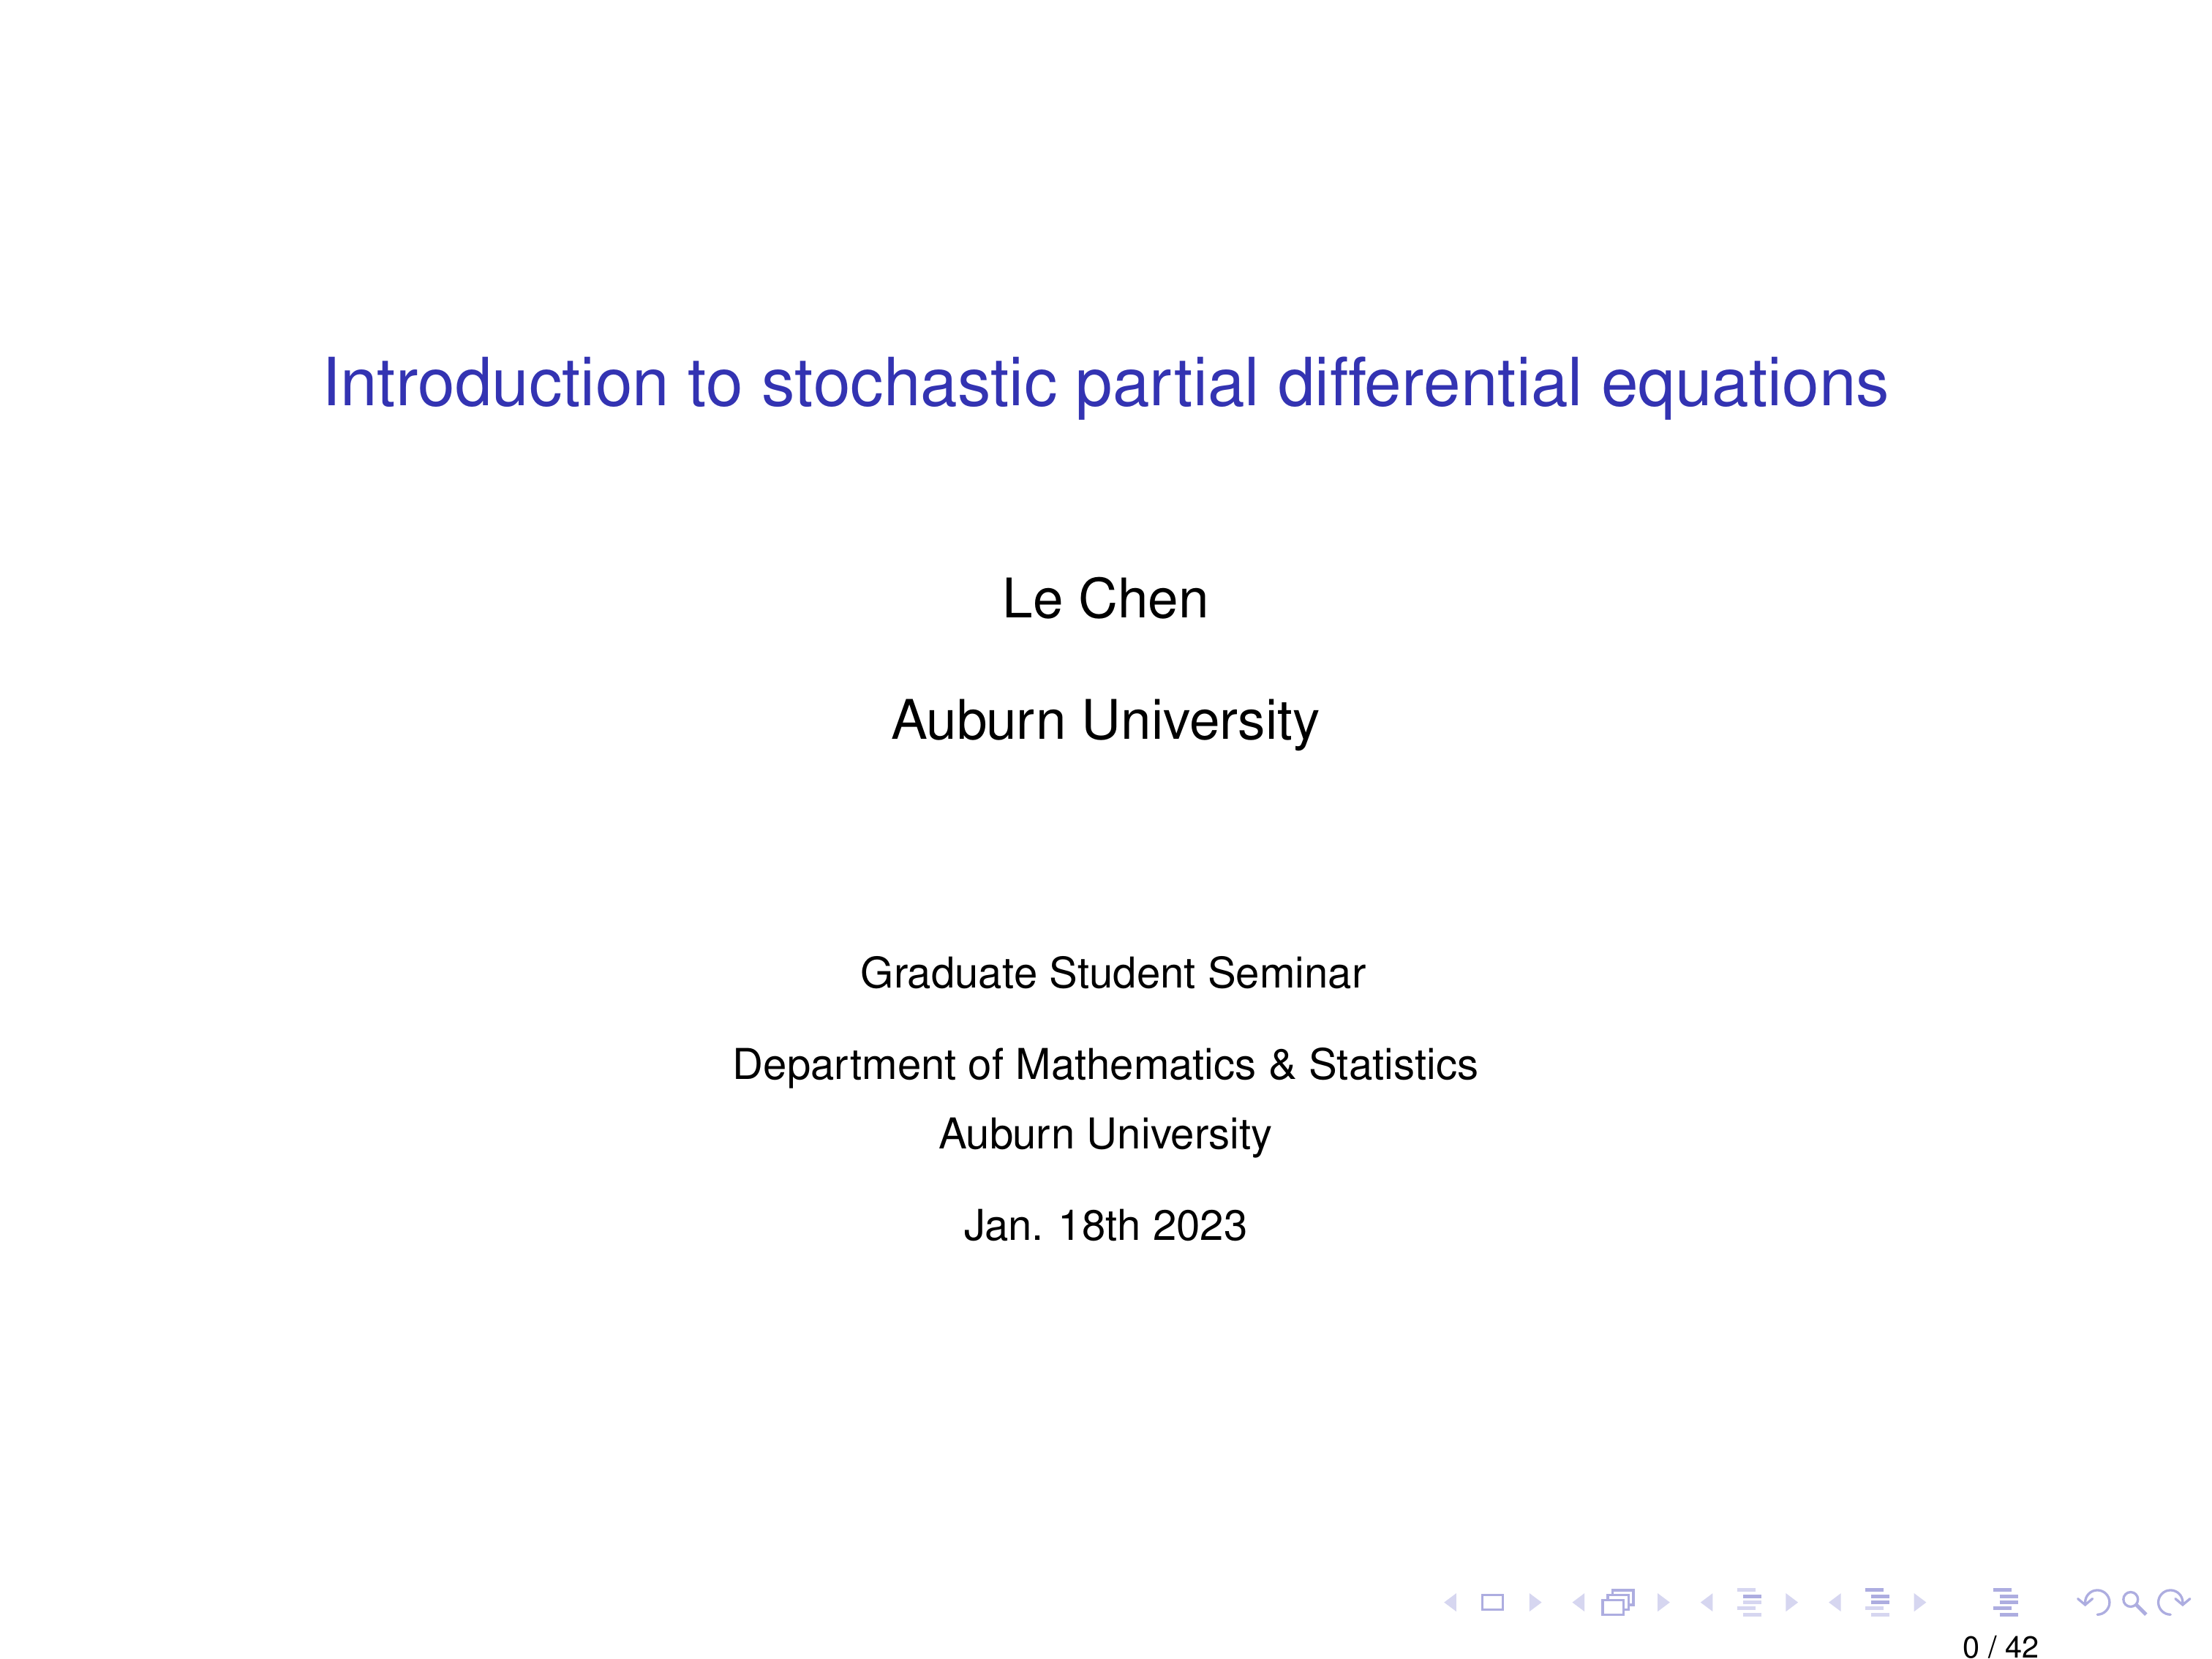 Introduction to stochastic partial differential equations
Le Chen
Auburn University
Graduate Student Seminar
Department of Mathematics & Statistics
Auburn University
Jan. 18th 2023
0 / 42